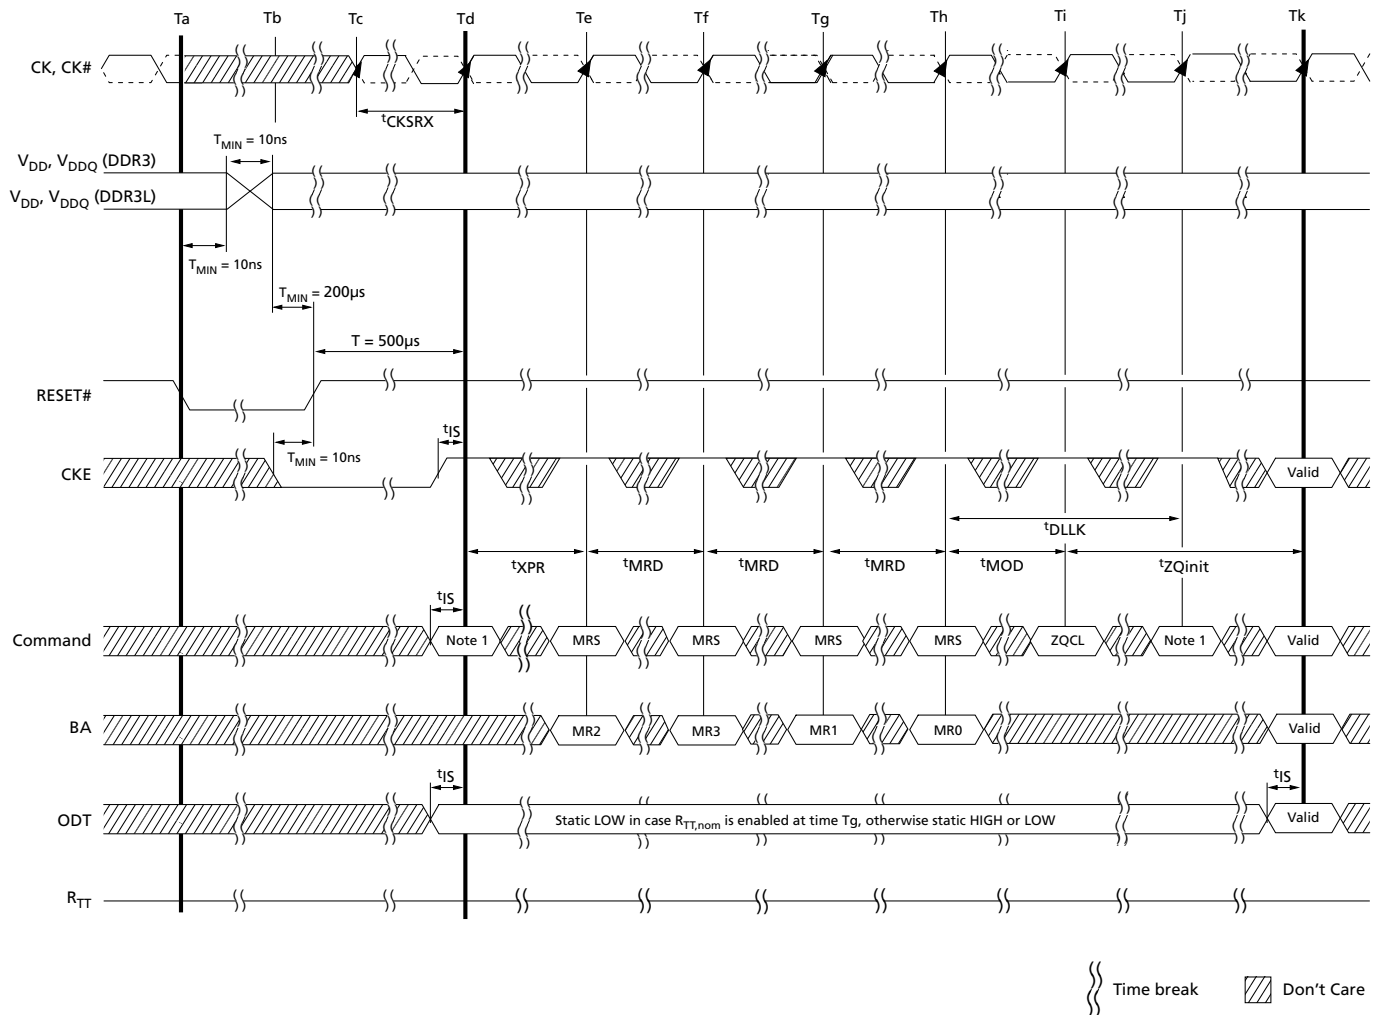 Ta Tb Tc Td Te Tf Tg Th Ti Tj Tk
CK, CK#
tCKSRX
TMIN = 10ns
VDD, VDDQ (DDR3)
VDD, VDDQ (DDR3L)
TMIN = 10ns
TMIN = 200µs
T = 500µs
RESET#
tIS
TMIN = 10ns
CKE
Valid
tDLLK
tXPR tMRD tMRD tMRD tMOD tZQinit
tIS
Command Note 1 MRS MRS MRS MRS ZQCL Note 1 Valid
BA MR2 MR3 MR1 MR0 Valid
tIS tIS
ODT Static LOW in case RTT,nom is enabled at time Tg, otherwise static HIGH or LOW Valid
RTT
Time break Don't Care